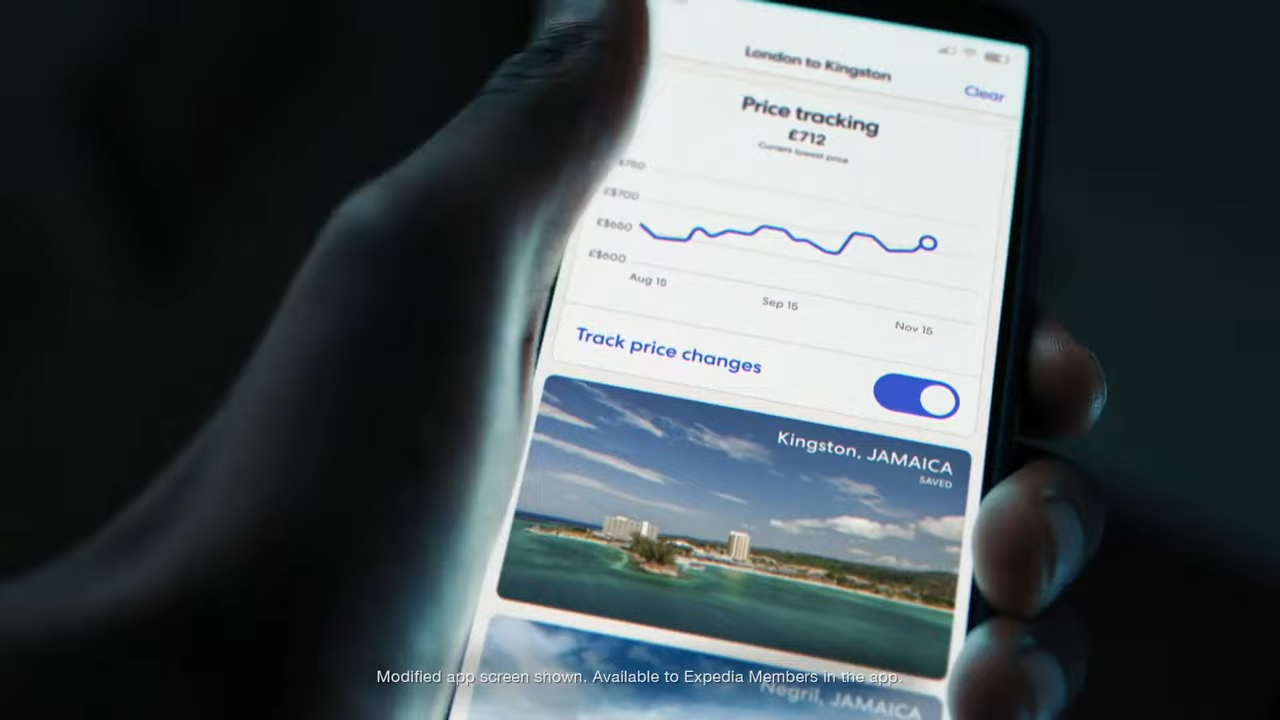 London to Kingston
Clear
Price tracking
£712
Current lowest price
£$700
£$650
£$600
Aug 15
Sep 15
Nov 15
Track price changes
Kingston, JAMAICA
SAVED
Negril, JAMAICA
Modified app screen shown. Available to Expedia Members in the app.